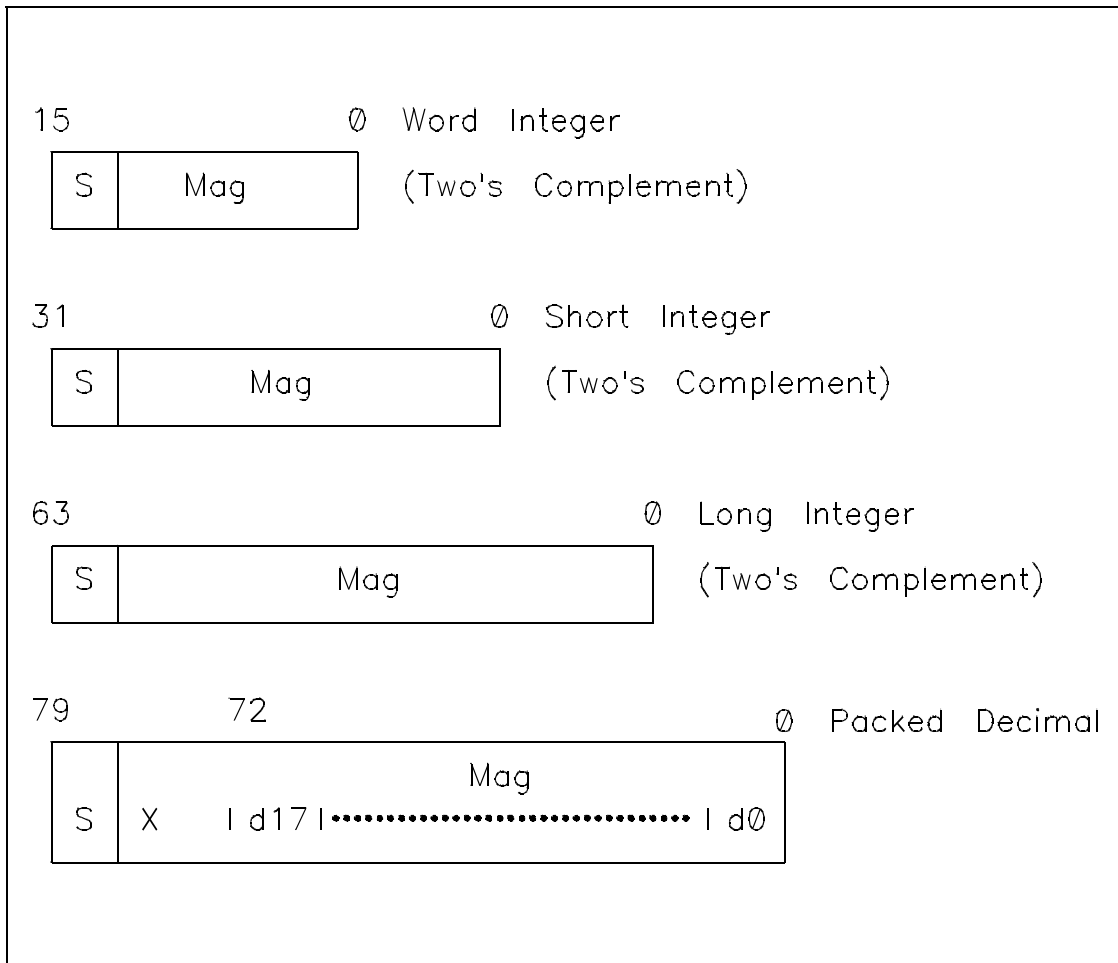 15 0 Word Integer
S Mag (Two's Complement)
31 0 Short Integer
S Mag (Two's Complement)
63 0 Long Integer
S Mag (Two's Complement)
79 72 0 Packed Decimal
Mag
S X | d17 | | d0